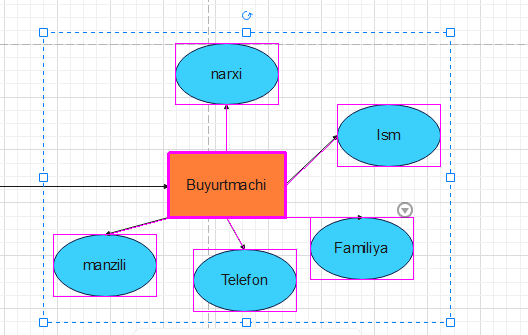 narxi
Ism
Buyurtmachi
Familiya
manzili
Telefon